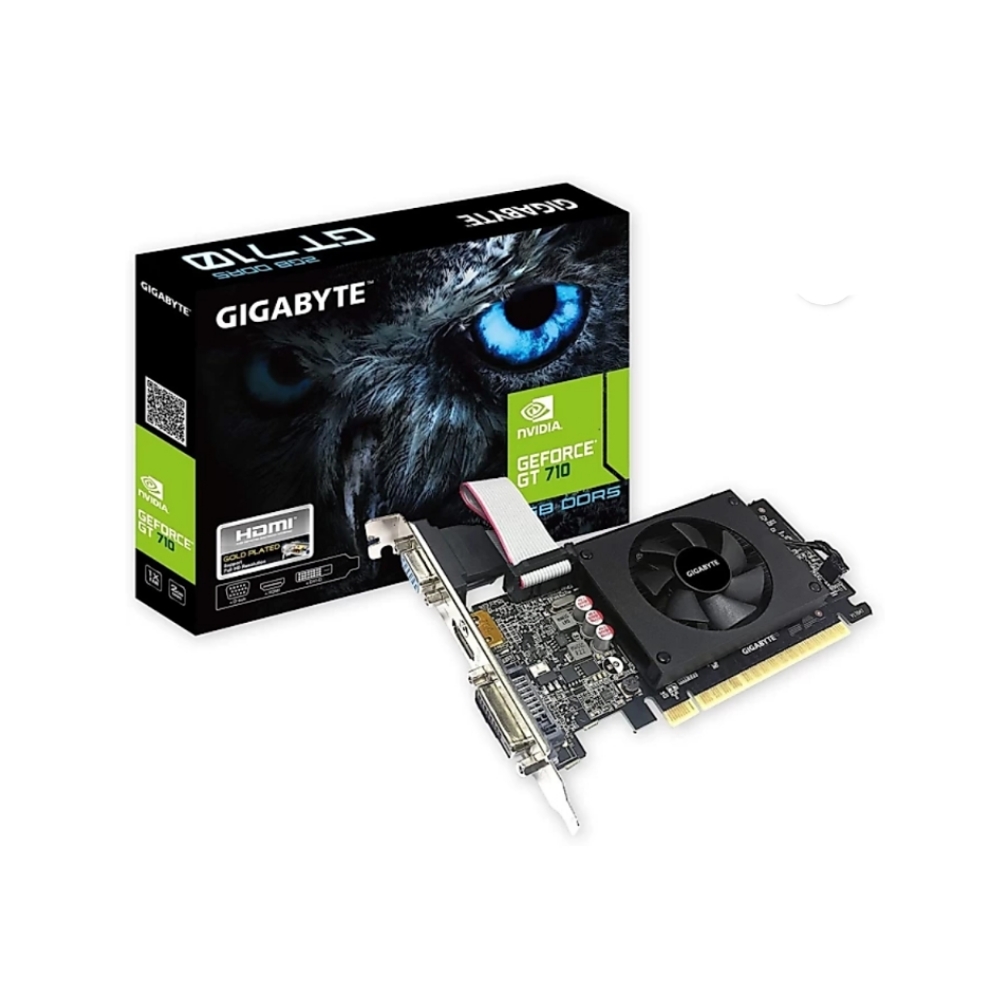 GIGABYTE
GT 710
2GB DDR5
GIGABYTE
GIGABYTE™
NVIDIA.
GEFORCE
GT 710
GB DDR5
NVIDIA.
GEFORCE
GT 710
HDMI
GOLD PLATED
GIGABYTE
GIGABYTE